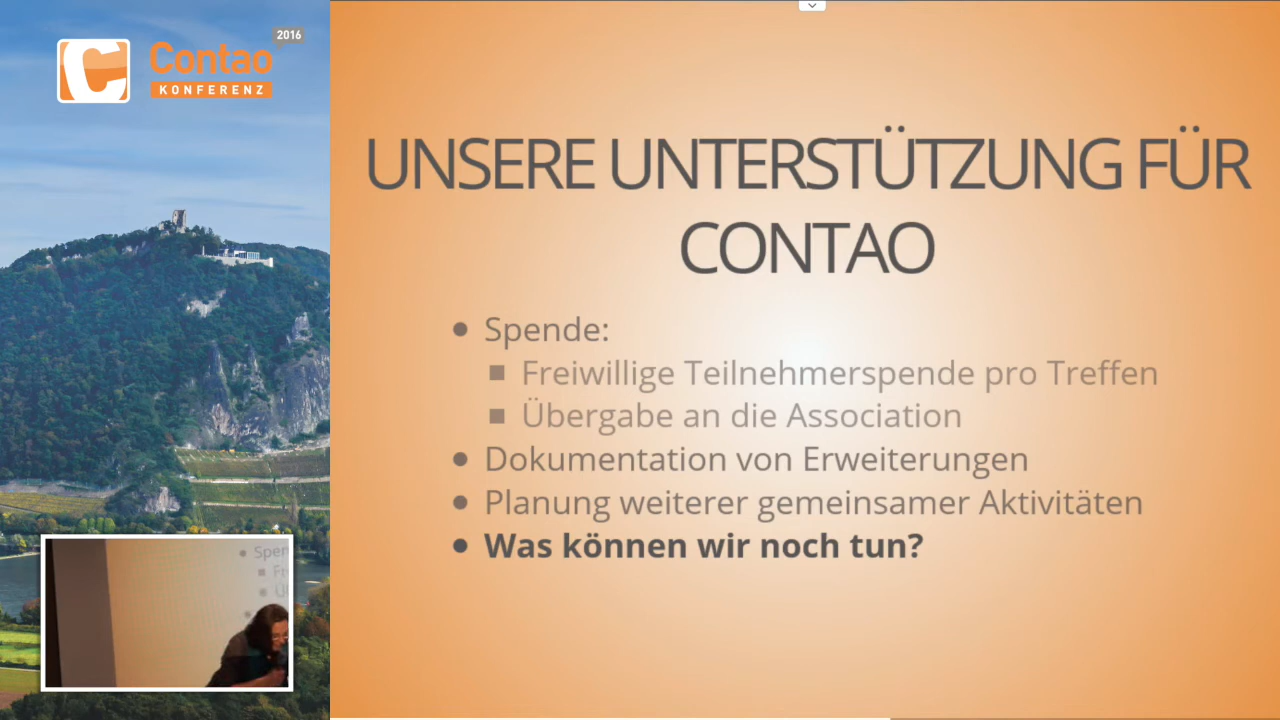 2016
Contao
KONFERENZ
UNSERE UNTERSTÜTZUNG FÜR
CONTAO
• Spende:
■ Freiwillige Teilnehmerspende pro Treffen
■ Übergabe an die Association
• Dokumentation von Erweiterungen
• Planung weiterer gemeinsamer Aktivitäten
• Was können wir noch tun?